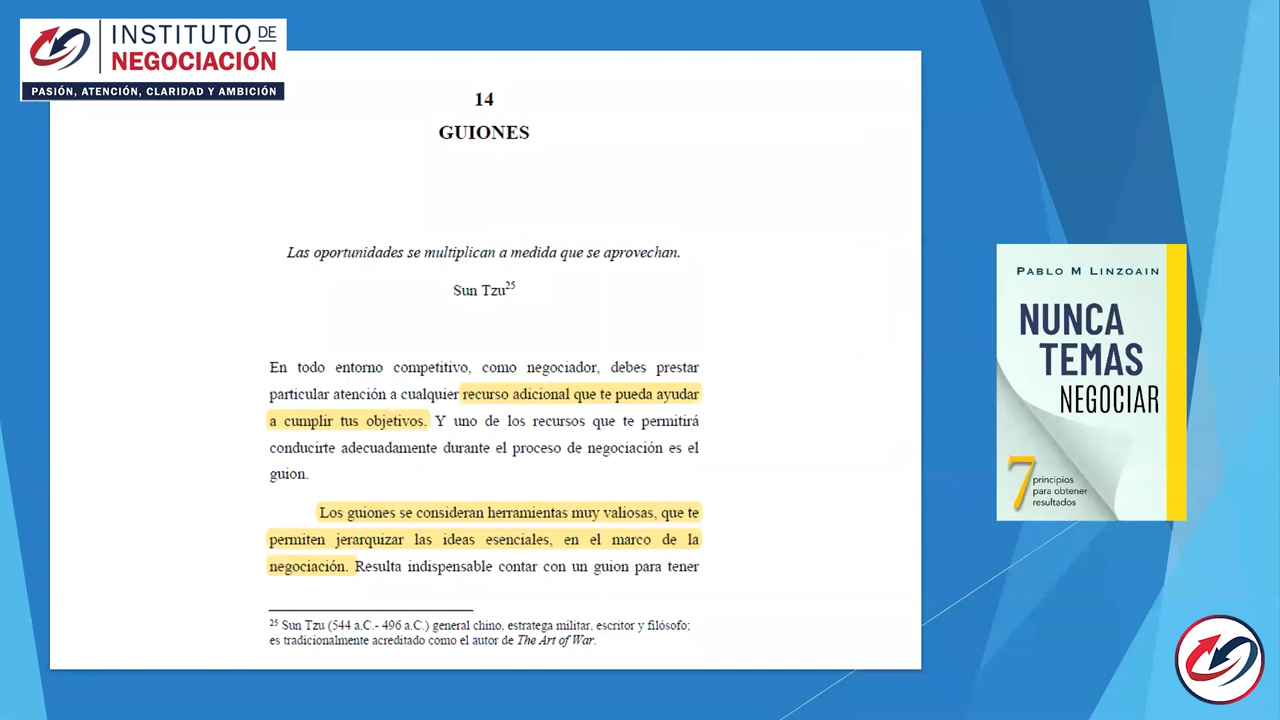 INSTITUTO DE
NEGOCIACIÓN
PASIÓN, ATENCIÓN, CLARIDAD Y AMBICIÓN
14
GUIONES
Las oportunidades se multiplican a medida que se aprovechan.
Sun Tzu25
En todo entorno competitivo, como negociador, debes prestar
particular atención a cualquier recurso adicional que te pueda ayudar
a cumplir tus objetivos. Y uno de los recursos que te permitirá
conducirte adecuadamente durante el proceso de negociación es el
guion.
Los guiones se consideran herramientas muy valiosas, que te
permiten jerarquizar las ideas esenciales, en el marco de la
negociación. Resulta indispensable contar con un guion para tener
25 Sun Tzu (544 a.C.- 496 a.C.) general chino, estratega militar, escritor y filósofo;
es tradicionalmente acreditado como el autor de The Art of War.
PABLO M LINZOAIN
NUNCA
TEMAS
NEGOCIAR
7 principios
para obtener
resultados